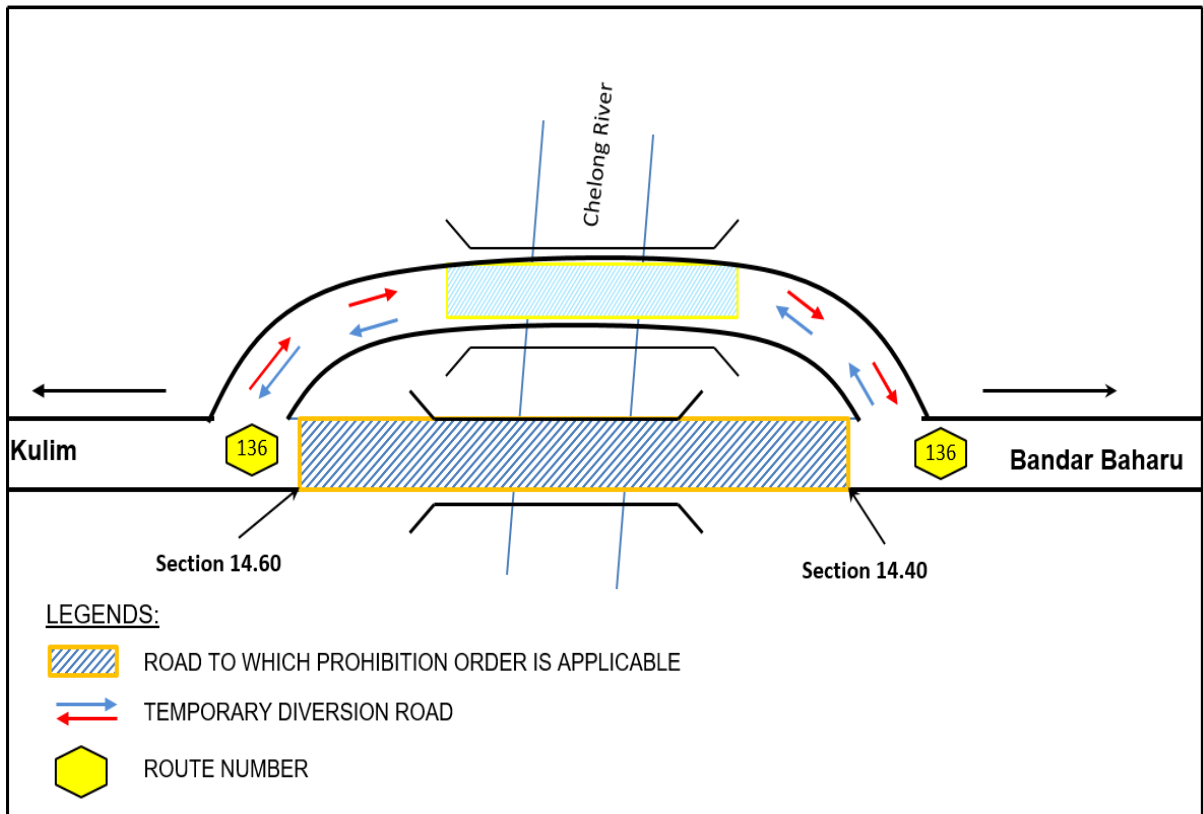 Chelong River
Kulim
136
136
Bandar Baharu
Section 14.60
Section 14.40
LEGENDS:
ROAD TO WHICH PROHIBITION ORDER IS APPLICABLE
TEMPORARY DIVERSION ROAD
ROUTE NUMBER